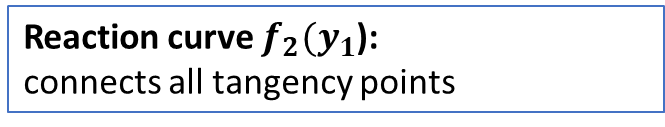 Reaction curve f₂(y₁):
connects all tangency points